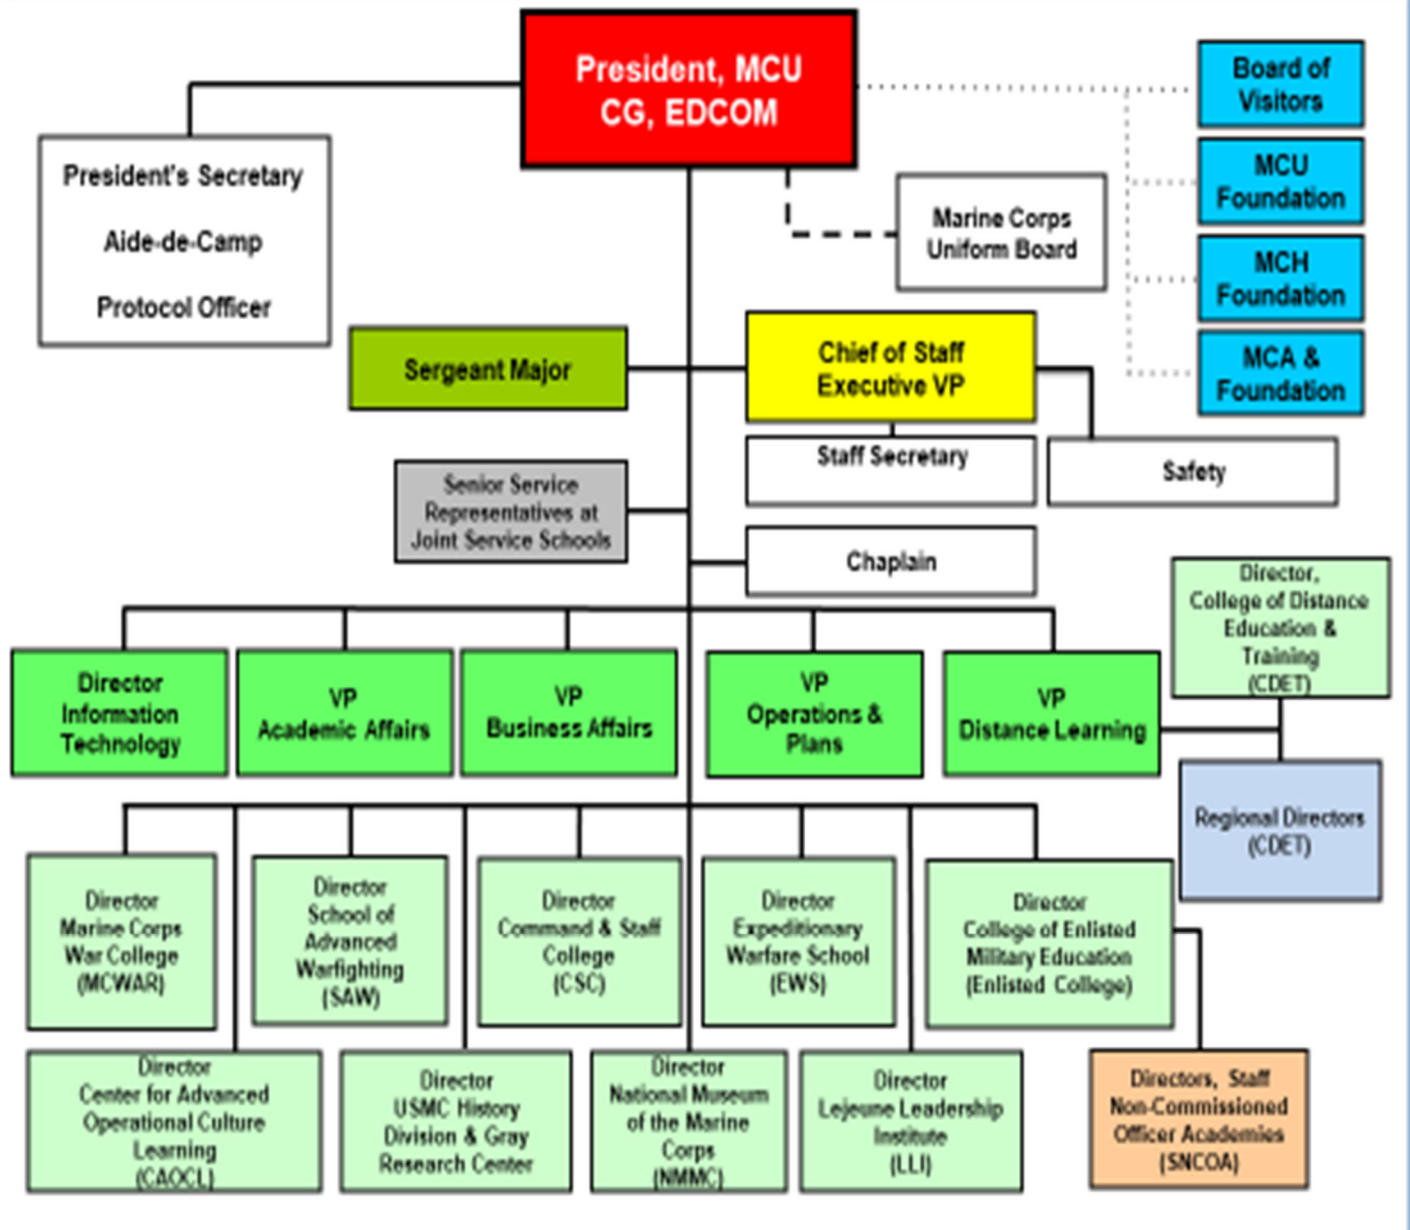 President, MCU
CG, EDCOM
Board of
Visitors
MCU
Foundation
MCH
Foundation
MCA &
Foundation
President's Secretary
Aide-de-Camp
Protocol Officer
Marine Corps
Uniform Board
Sergeant Major
Chief of Staff
Executive VP
Staff Secretary
Safety
Senior Service
Representatives at
Joint Service Schools
Chaplain
Director
Information
Technology
VP
Academic Affairs
VP
Business Affairs
VP
Operations &
Plans
VP
Distance Learning
Director,
College of Distance
Education &
Training
(CDET)
Regional Directors
(CDET)
Director
Marine Corps
War College
(MCWAR)
Director
School of
Advanced
Warfighting
(SAW)
Director
Command & Staff
College
(CSC)
Director
Expeditionary
Warfare School
(EWS)
Director
College of Enlisted
Military Education
(Enlisted College)
Director
Center for Advanced
Operational Culture
Learning
(CAOCL)
Director
USMC History
Division & Gray
Research Center
Director
National Museum
of the Marine
Corps
(NMMC)
Director
Lejeune Leadership
Institute
(LLI)
Directors, Staff
Non-Commissioned
Officer Academies
(SNCOA)